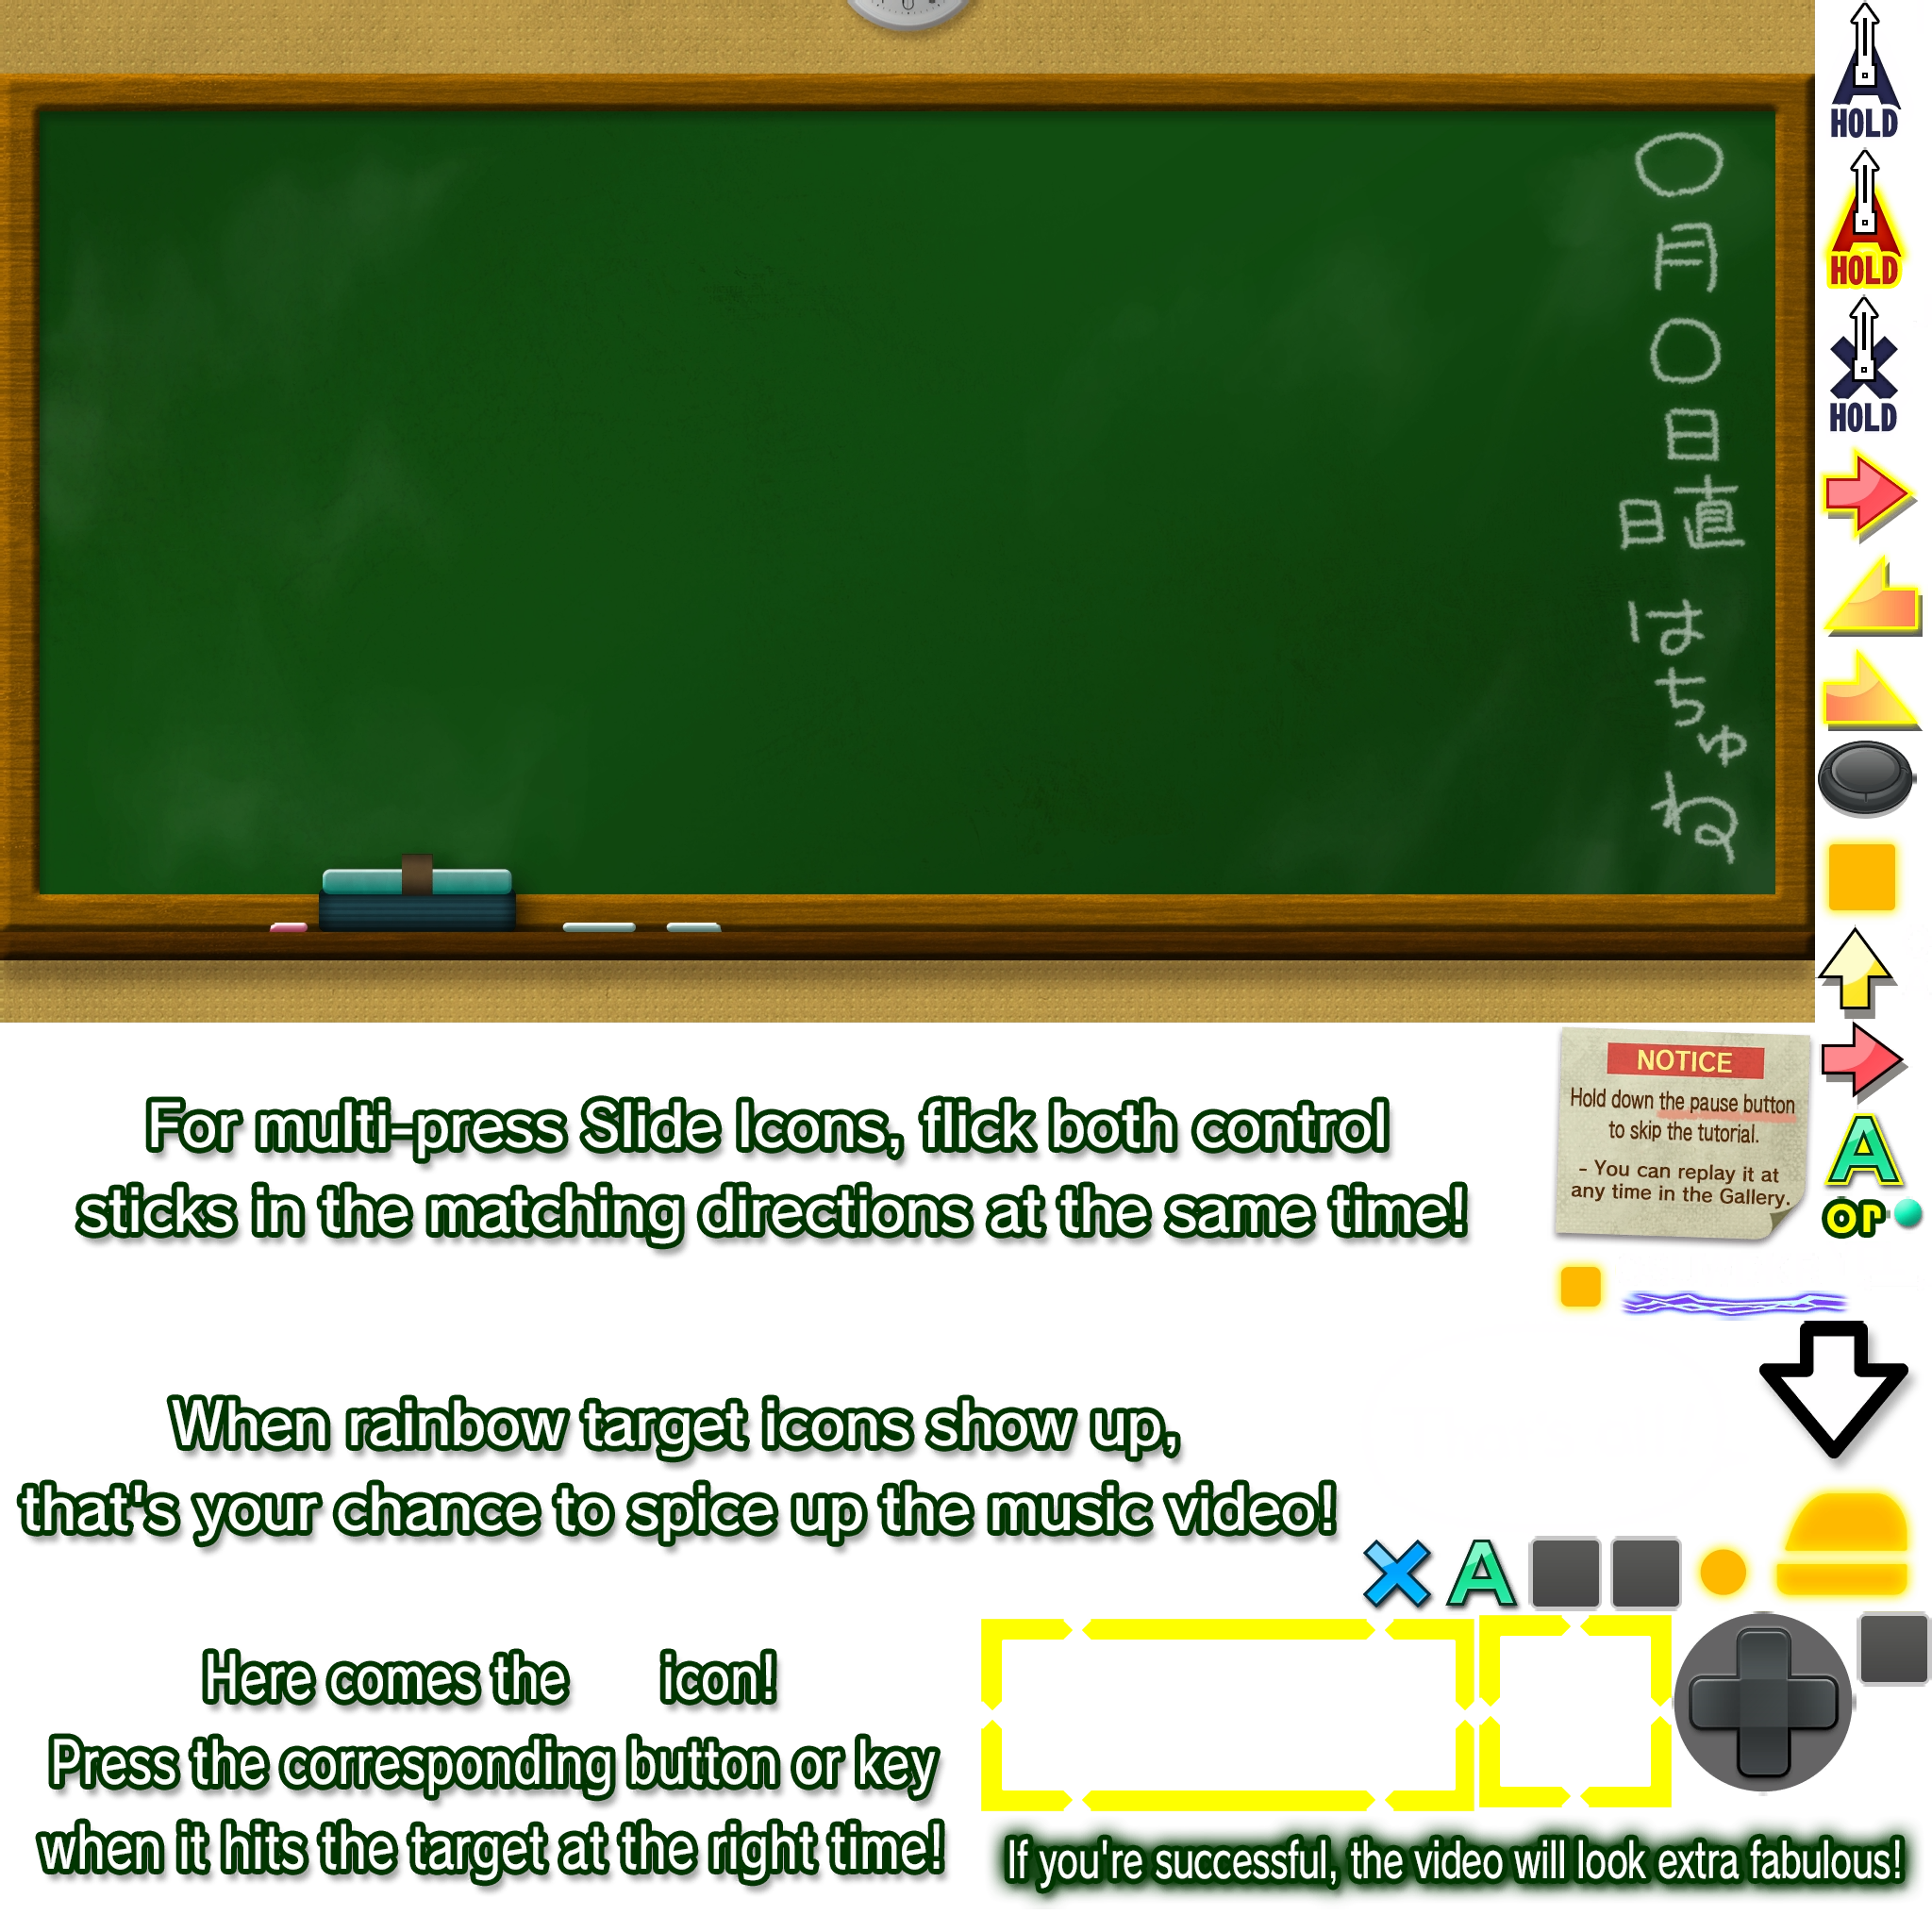 〇月〇日
日直
はちゅね
HOLD
HOLD
HOLD
NOTICE
Hold down the pause button
to skip the tutorial.
- You can replay it at
any time in the Gallery.
A
or
For multi-press Slide Icons, flick both control
sticks in the matching directions at the same time!
When rainbow target icons show up,
that's your chance to spice up the music video!
A
Here comes the icon!
Press the corresponding button or key
when it hits the target at the right time!
If you're successful, the video will look extra fabulous!